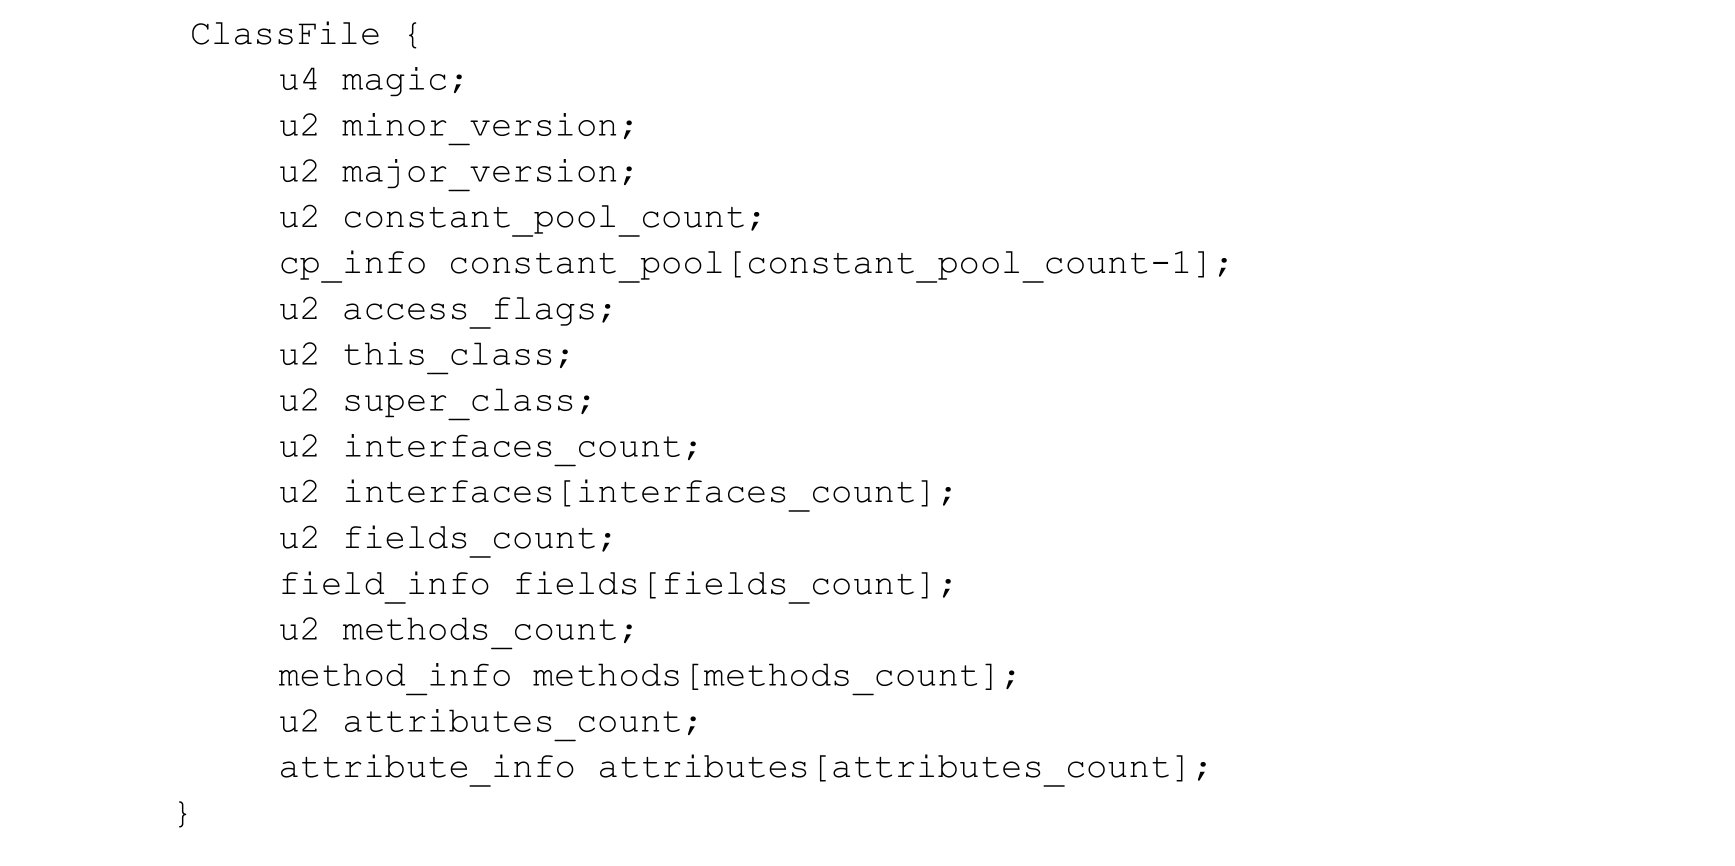 ClassFile {
u4 magic;
u2 minor_version;
u2 major_version;
u2 constant_pool_count;
cp_info constant_pool[constant_pool_count-1];
u2 access_flags;
u2 this_class;
u2 super_class;
u2 interfaces_count;
u2 interfaces[interfaces_count];
u2 fields_count;
field_info fields[fields_count];
u2 methods_count;
method_info methods[methods_count];
u2 attributes_count;
attribute_info attributes[attributes_count];
}